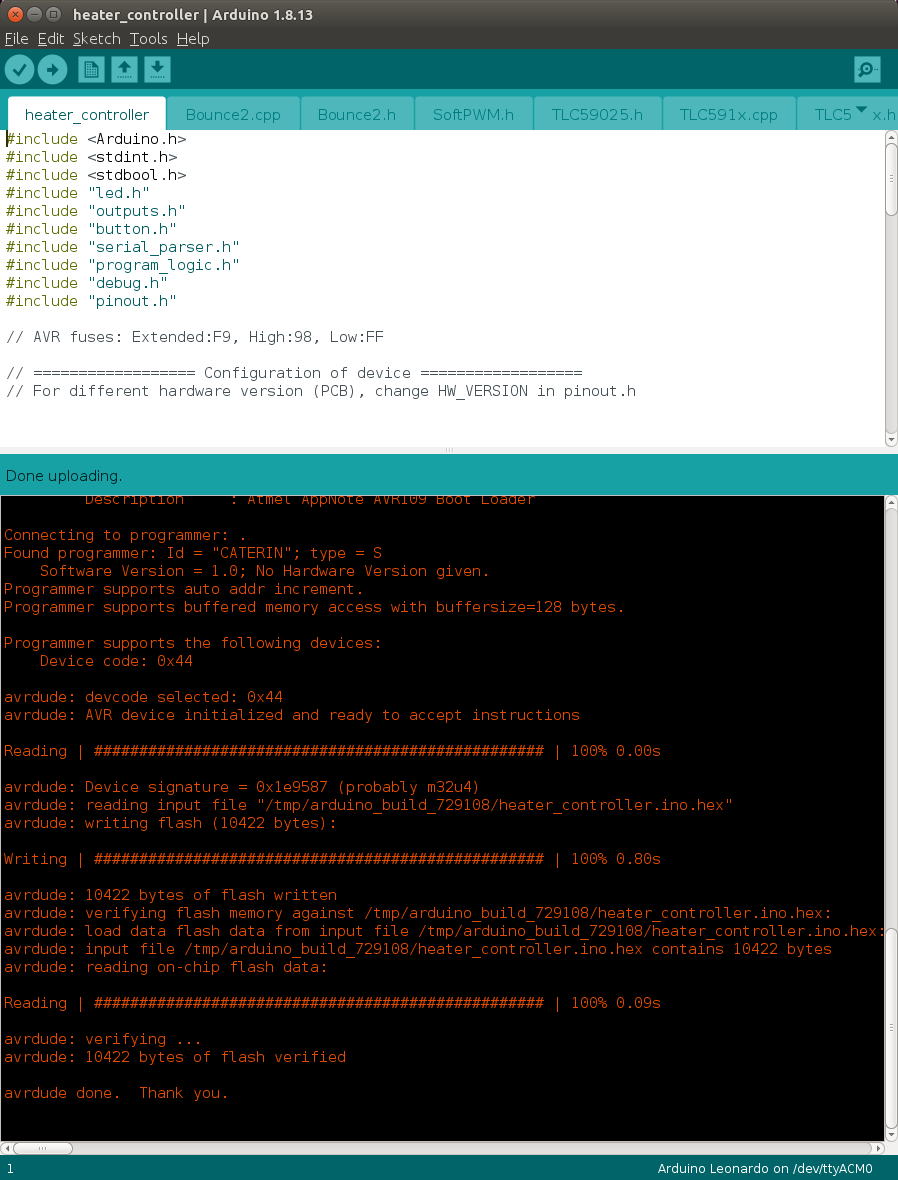 heater_controller | Arduino 1.8.13
File Edit Sketch Tools Help
heater_controller Bounce2.cpp Bounce2.h SoftPWM.h TLC59025.h TLC591x.cpp TLC5 x.h
#include <Arduino.h>
#include <stdint.h>
#include <stdbool.h>
#include "led.h"
#include "outputs.h"
#include "button.h"
#include "serial_parser.h"
#include "program_logic.h"
#include "debug.h"
#include "pinout.h"
// AVR fuses: Extended:F9, High:98, Low:FF
// ================== Configuration of device ==================
// For different hardware version (PCB), change HW_VERSION in pinout.h
Done uploading.
Description     : Atmel AppNote AVR109 Boot Loader
Connecting to programmer: .
Found programmer: Id = "CATERIN"; type = S
Software Version = 1.0; No Hardware Version given.
Programmer supports auto addr increment.
Programmer supports buffered memory access with buffersize=128 bytes.
Programmer supports the following devices:
Device code: 0x44
avrdude: devcode selected: 0x44
avrdude: AVR device initialized and ready to accept instructions
Reading | ################################################## | 100% 0.00s
avrdude: Device signature = 0x1e9587 (probably m32u4)
avrdude: reading input file "/tmp/arduino_build_729108/heater_controller.ino.hex"
avrdude: writing flash (10422 bytes):
Writing | ################################################## | 100% 0.80s
avrdude: 10422 bytes of flash written
avrdude: verifying flash memory against /tmp/arduino_build_729108/heater_controller.ino.hex:
avrdude: load data flash data from input file /tmp/arduino_build_729108/heater_controller.ino.hex:
avrdude: input file /tmp/arduino_build_729108/heater_controller.ino.hex contains 10422 bytes
avrdude: reading on-chip flash data:
Reading | ################################################## | 100% 0.09s
avrdude: verifying ...
avrdude: 10422 bytes of flash verified
avrdude done.  Thank you.
1 Arduino Leonardo on /dev/ttyACM0